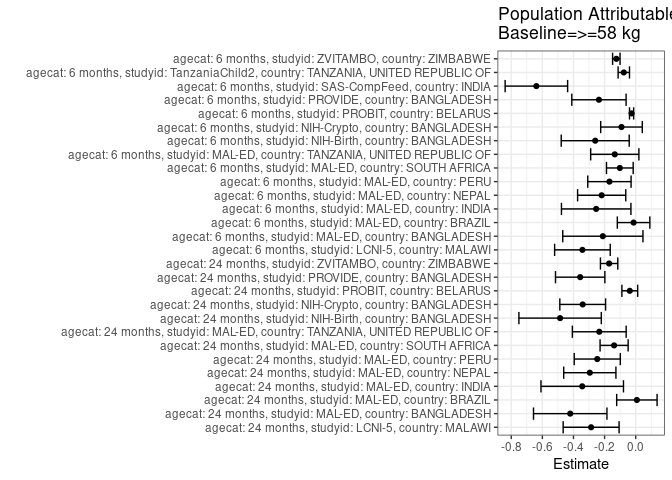 Population Attributable
Baseline=>=58 kg
agecat: 6 months, studyid: ZVITAMBO, country: ZIMBABWE
agecat: 6 months, studyid: TanzaniaChild2, country: TANZANIA, UNITED REPUBLIC OF
agecat: 6 months, studyid: SAS-CompFeed, country: INDIA
agecat: 6 months, studyid: PROVIDE, country: BANGLADESH
agecat: 6 months, studyid: PROBIT, country: BELARUS
agecat: 6 months, studyid: NIH-Crypto, country: BANGLADESH
agecat: 6 months, studyid: NIH-Birth, country: BANGLADESH
agecat: 6 months, studyid: MAL-ED, country: TANZANIA, UNITED REPUBLIC OF
agecat: 6 months, studyid: MAL-ED, country: SOUTH AFRICA
agecat: 6 months, studyid: MAL-ED, country: PERU
agecat: 6 months, studyid: MAL-ED, country: NEPAL
agecat: 6 months, studyid: MAL-ED, country: INDIA
agecat: 6 months, studyid: MAL-ED, country: BRAZIL
agecat: 6 months, studyid: MAL-ED, country: BANGLADESH
agecat: 6 months, studyid: LCNI-5, country: MALAWI
agecat: 24 months, studyid: ZVITAMBO, country: ZIMBABWE
agecat: 24 months, studyid: PROVIDE, country: BANGLADESH
agecat: 24 months, studyid: PROBIT, country: BELARUS
agecat: 24 months, studyid: NIH-Crypto, country: BANGLADESH
agecat: 24 months, studyid: NIH-Birth, country: BANGLADESH
agecat: 24 months, studyid: MAL-ED, country: TANZANIA, UNITED REPUBLIC OF
agecat: 24 months, studyid: MAL-ED, country: SOUTH AFRICA
agecat: 24 months, studyid: MAL-ED, country: PERU
agecat: 24 months, studyid: MAL-ED, country: NEPAL
agecat: 24 months, studyid: MAL-ED, country: INDIA
agecat: 24 months, studyid: MAL-ED, country: BRAZIL
agecat: 24 months, studyid: MAL-ED, country: BANGLADESH
agecat: 24 months, studyid: LCNI-5, country: MALAWI
-0.8 -0.6 -0.4 -0.2 0.0
Estimate